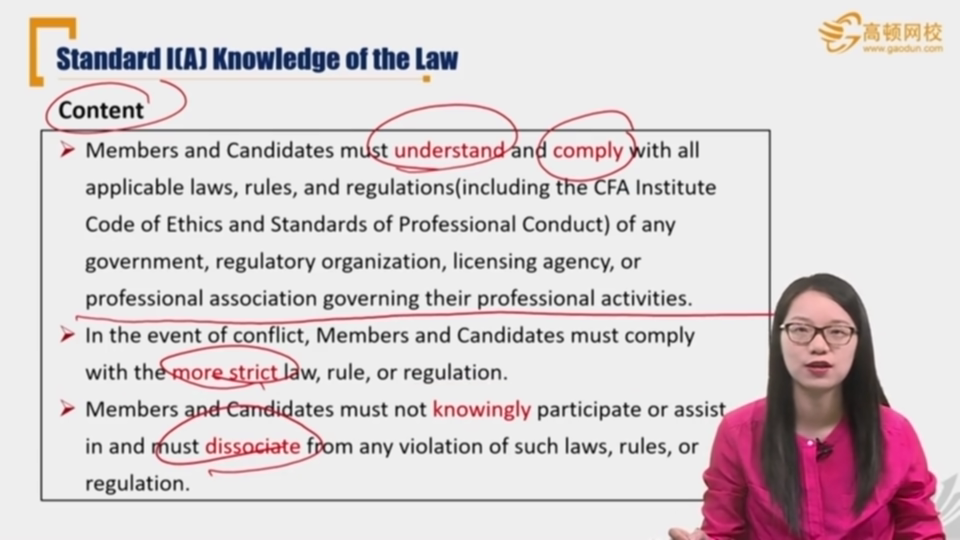 高顿网校
www.gaodun.com
Standard I(A) Knowledge of the Law
Content
Members and Candidates must understand and comply with all
applicable laws, rules, and regulations(including the CFA Institute
Code of Ethics and Standards of Professional Conduct) of any
government, regulatory organization, licensing agency, or
professional association governing their professional activities.
In the event of conflict, Members and Candidates must comply
with the more strict law, rule, or regulation.
Members and Candidates must not knowingly participate or assist
in and must dissociate from any violation of such laws, rules, or
regulation.